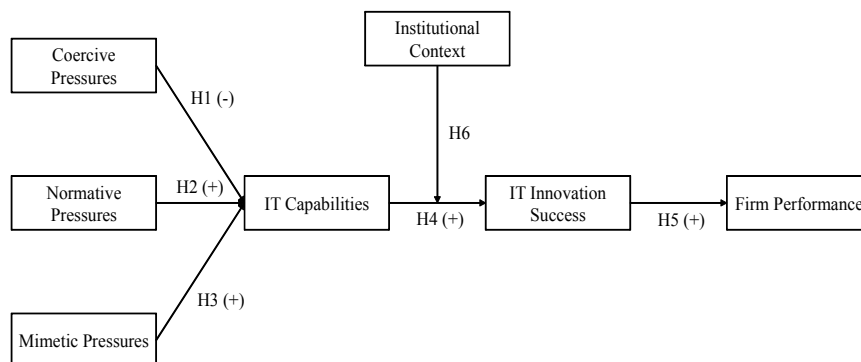 Institutional
Context
Coercive
Pressures
H1 (-)
H6
Normative
Pressures
H2 (+)
IT Capabilities
H4 (+)
IT Innovation
Success
H5 (+)
Firm Performance
H3 (+)
Mimetic Pressures